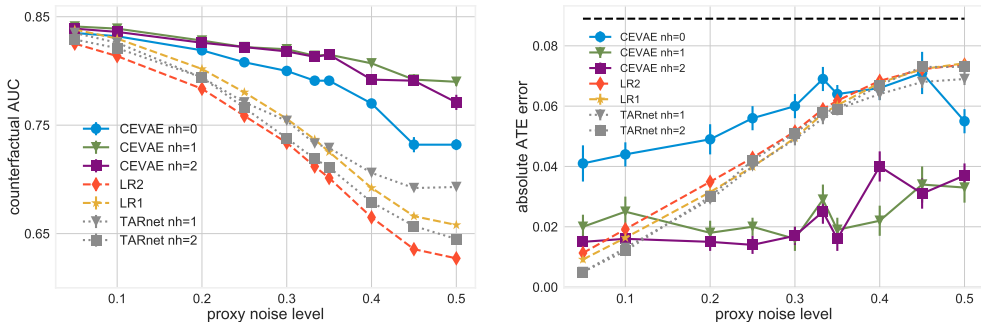 counterfactual AUC
0.85
0.75
0.65
CEVAE nh=0
CEVAE nh=1
CEVAE nh=2
LR2
LR1
TARnet nh=1
TARnet nh=2
0.1 0.2 0.3 0.4 0.5
proxy noise level
absolute ATE error
0.08
0.06
0.04
0.02
0.00
CEVAE nh=0
CEVAE nh=1
CEVAE nh=2
LR2
LR1
TARnet nh=1
TARnet nh=2
0.1 0.2 0.3 0.4 0.5
proxy noise level